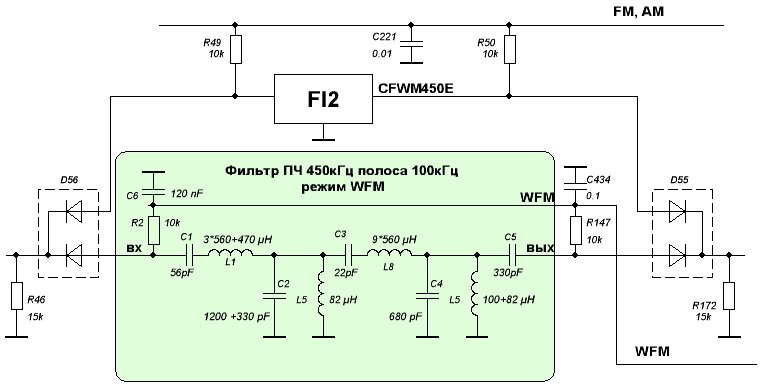 FM, AM
R49
10k
C221
0.01
R50
10k
FI2
CFWM450E
D56
D55
Фильтр ПЧ 450кГц полоса 100кГц
режим WFM
C6
120 nF
WFM
C434
0.1
R2
10k
R147
10k
вх
C1
56pF
3*560+470 μH
L1
C3
22pF
9*560 μH
L8
C5
330pF
вых
C2
1200 +330 pF
L5
82 μH
C4
680 pF
L5
100+82 μH
R46
15k
R172
15k
WFM